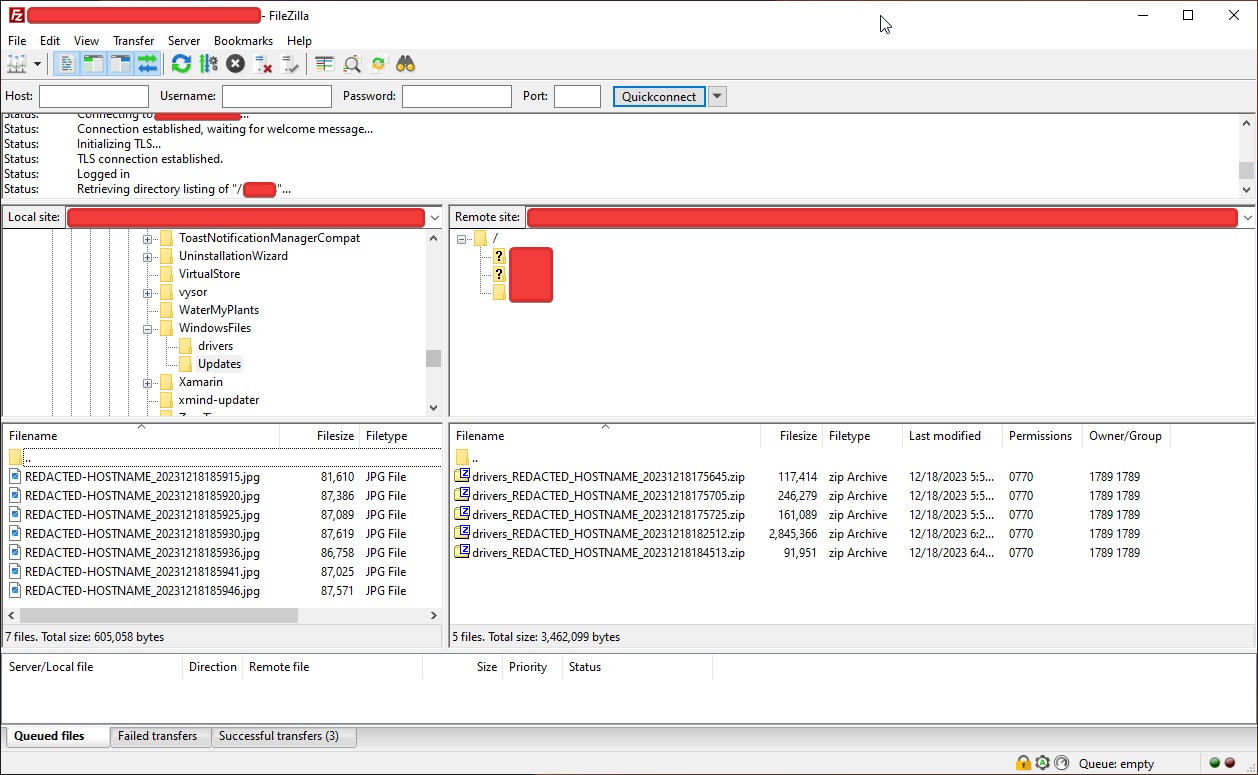 - FileZilla
File Edit View Transfer Server Bookmarks Help
Host: Username: Password: Port: Quickconnect
Status: Connecting to ...
Status: Connection established, waiting for welcome message...
Status: Initializing TLS...
Status: TLS connection established.
Status: Logged in
Status: Retrieving directory listing of "/ "...
Local site:
ToastNotificationManagerCompat
UninstallationWizard
VirtualStore
vysor
WaterMyPlants
WindowsFiles
drivers
Updates
Xamarin
xmind-updater
Remote site:
/
?
?
Filename Filesize Filetype
..
REDACTED-HOSTNAME_20231218185915.jpg 81,610 JPG File
REDACTED-HOSTNAME_20231218185920.jpg 87,386 JPG File
REDACTED-HOSTNAME_20231218185925.jpg 87,089 JPG File
REDACTED-HOSTNAME_20231218185930.jpg 87,619 JPG File
REDACTED-HOSTNAME_20231218185936.jpg 86,758 JPG File
REDACTED-HOSTNAME_20231218185941.jpg 87,025 JPG File
REDACTED-HOSTNAME_20231218185946.jpg 87,571 JPG File
7 files. Total size: 605,058 bytes
Filename Filesize Filetype Last modified Permissions Owner/Group
..
drivers_REDACTED_HOSTNAME_20231218175645.zip 117,414 zip Archive 12/18/2023 5:5... 0770 1789 1789
drivers_REDACTED_HOSTNAME_20231218175705.zip 246,279 zip Archive 12/18/2023 5:5... 0770 1789 1789
drivers_REDACTED_HOSTNAME_20231218175725.zip 161,089 zip Archive 12/18/2023 5:5... 0770 1789 1789
drivers_REDACTED_HOSTNAME_20231218182512.zip 2,845,366 zip Archive 12/18/2023 6:2... 0770 1789 1789
drivers_REDACTED_HOSTNAME_20231218184513.zip 91,951 zip Archive 12/18/2023 6:4... 0770 1789 1789
5 files. Total size: 3,462,099 bytes
Server/Local file Direction Remote file Size Priority Status
Queued files Failed transfers Successful transfers (3)
Queue: empty